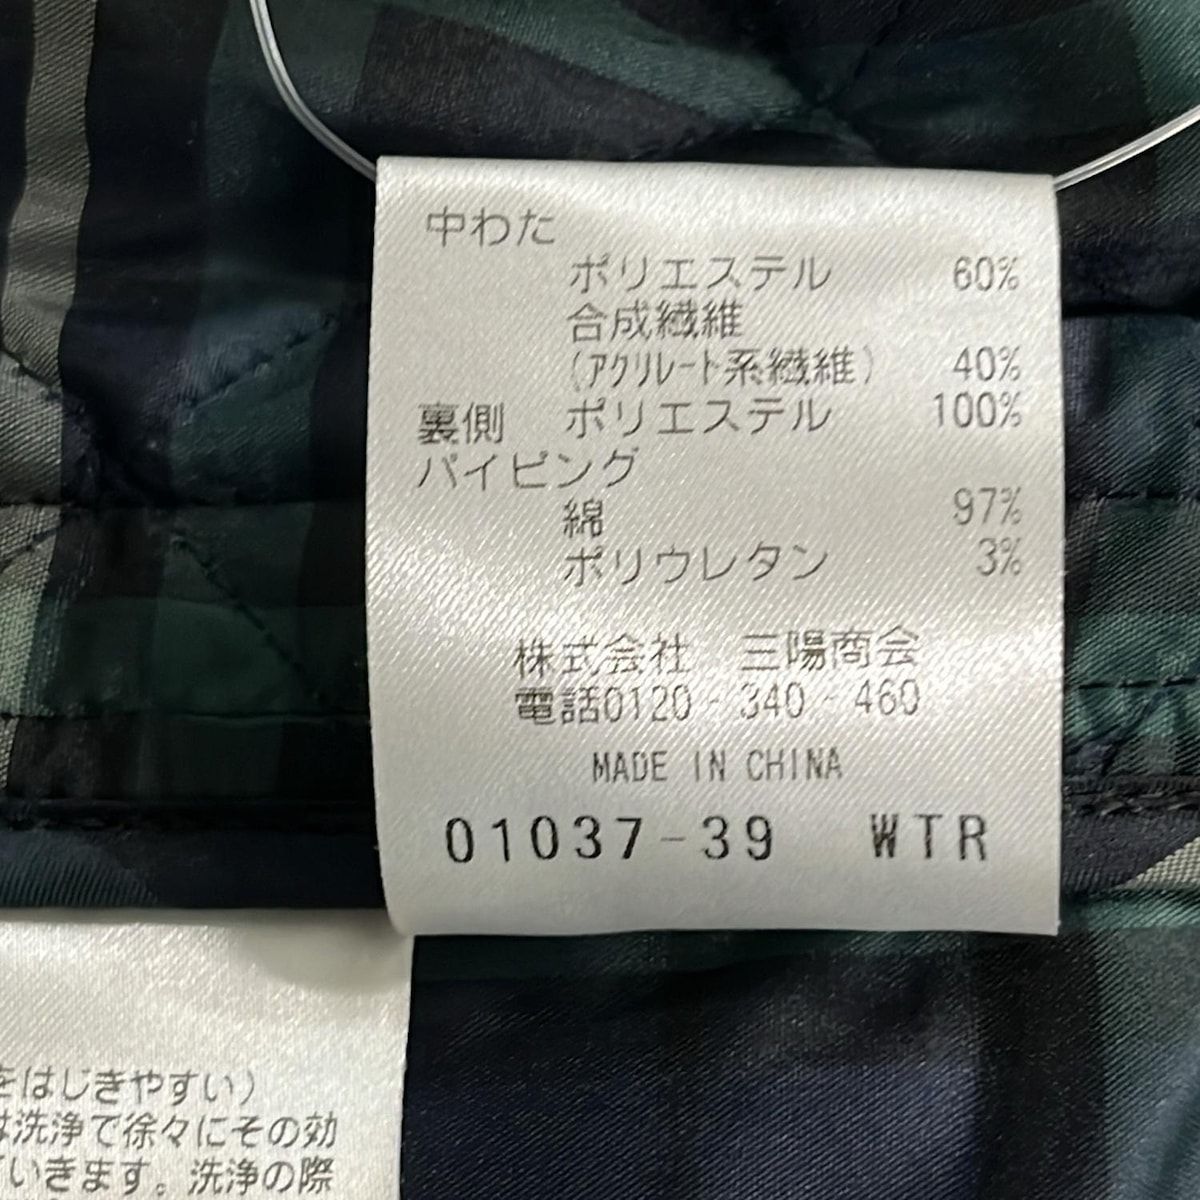 中わた
ポリエステル 60%
合成繊維
(アクリレート系繊維) 40%
裏側 ポリエステル 100%
パイピング
綿 97%
ポリウレタン 3%
株式会社 三陽商会
電話0120-340-460
MADE IN CHINA
01037-39 WTR
をはじきやすい)
は洗浄で徐々にその効
いきます。洗浄の際